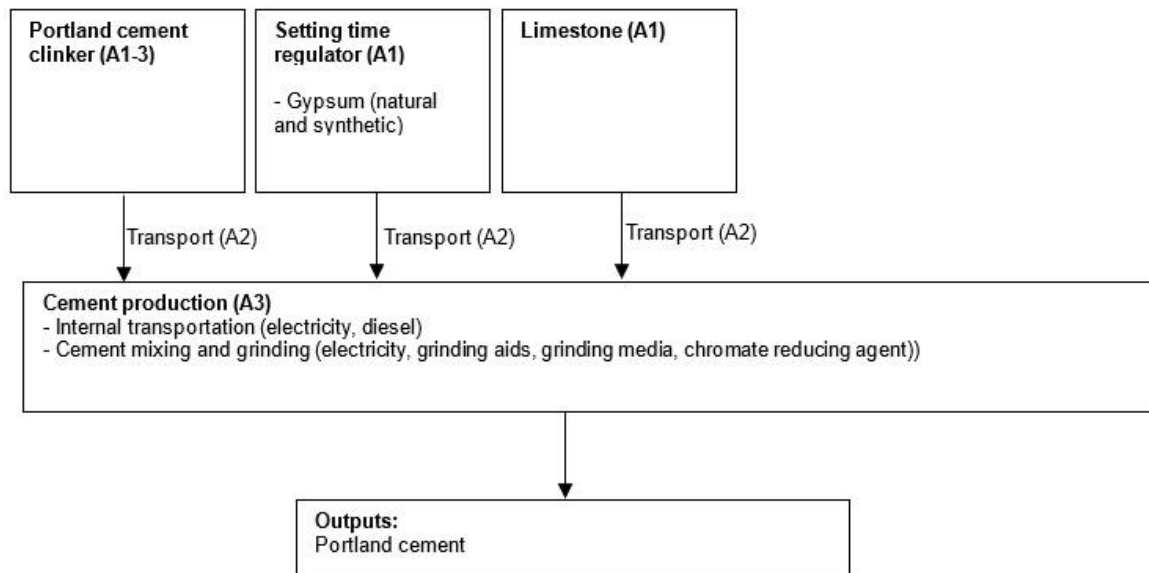 Portland cement
clinker (A1-3)
Setting time
regulator (A1)
- Gypsum (natural
and synthetic)
Limestone (A1)
Transport (A2)
Transport (A2)
Transport (A2)
Cement production (A3)
- Internal transportation (electricity, diesel)
- Cement mixing and grinding (electricity, grinding aids, grinding media, chromate reducing agent))
Outputs:
Portland cement